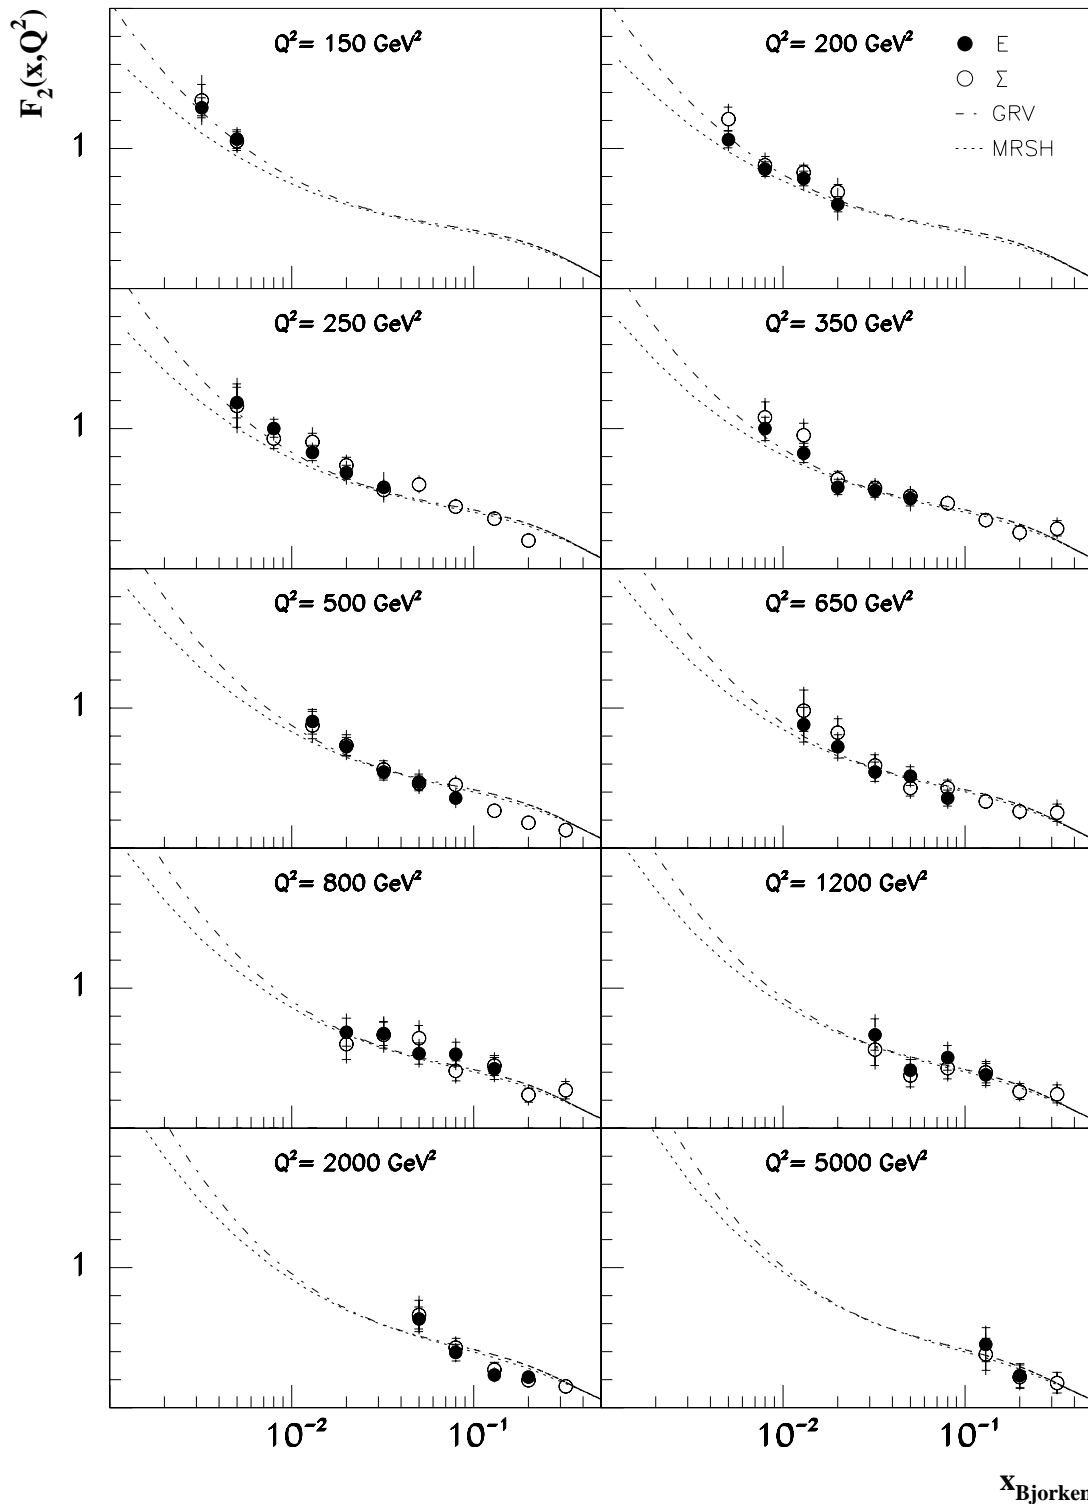 F₂(x,Q²)
Q²= 150 GeV²
Q²= 200 GeV²
E
Σ
GRV
MRSH
1
Q²= 250 GeV²
Q²= 350 GeV²
1
Q²= 500 GeV²
Q²= 650 GeV²
1
Q²= 800 GeV²
Q²= 1200 GeV²
1
Q²= 2000 GeV²
Q²= 5000 GeV²
1
10⁻² 10⁻¹ 10⁻² 10⁻¹
x_Bjorken